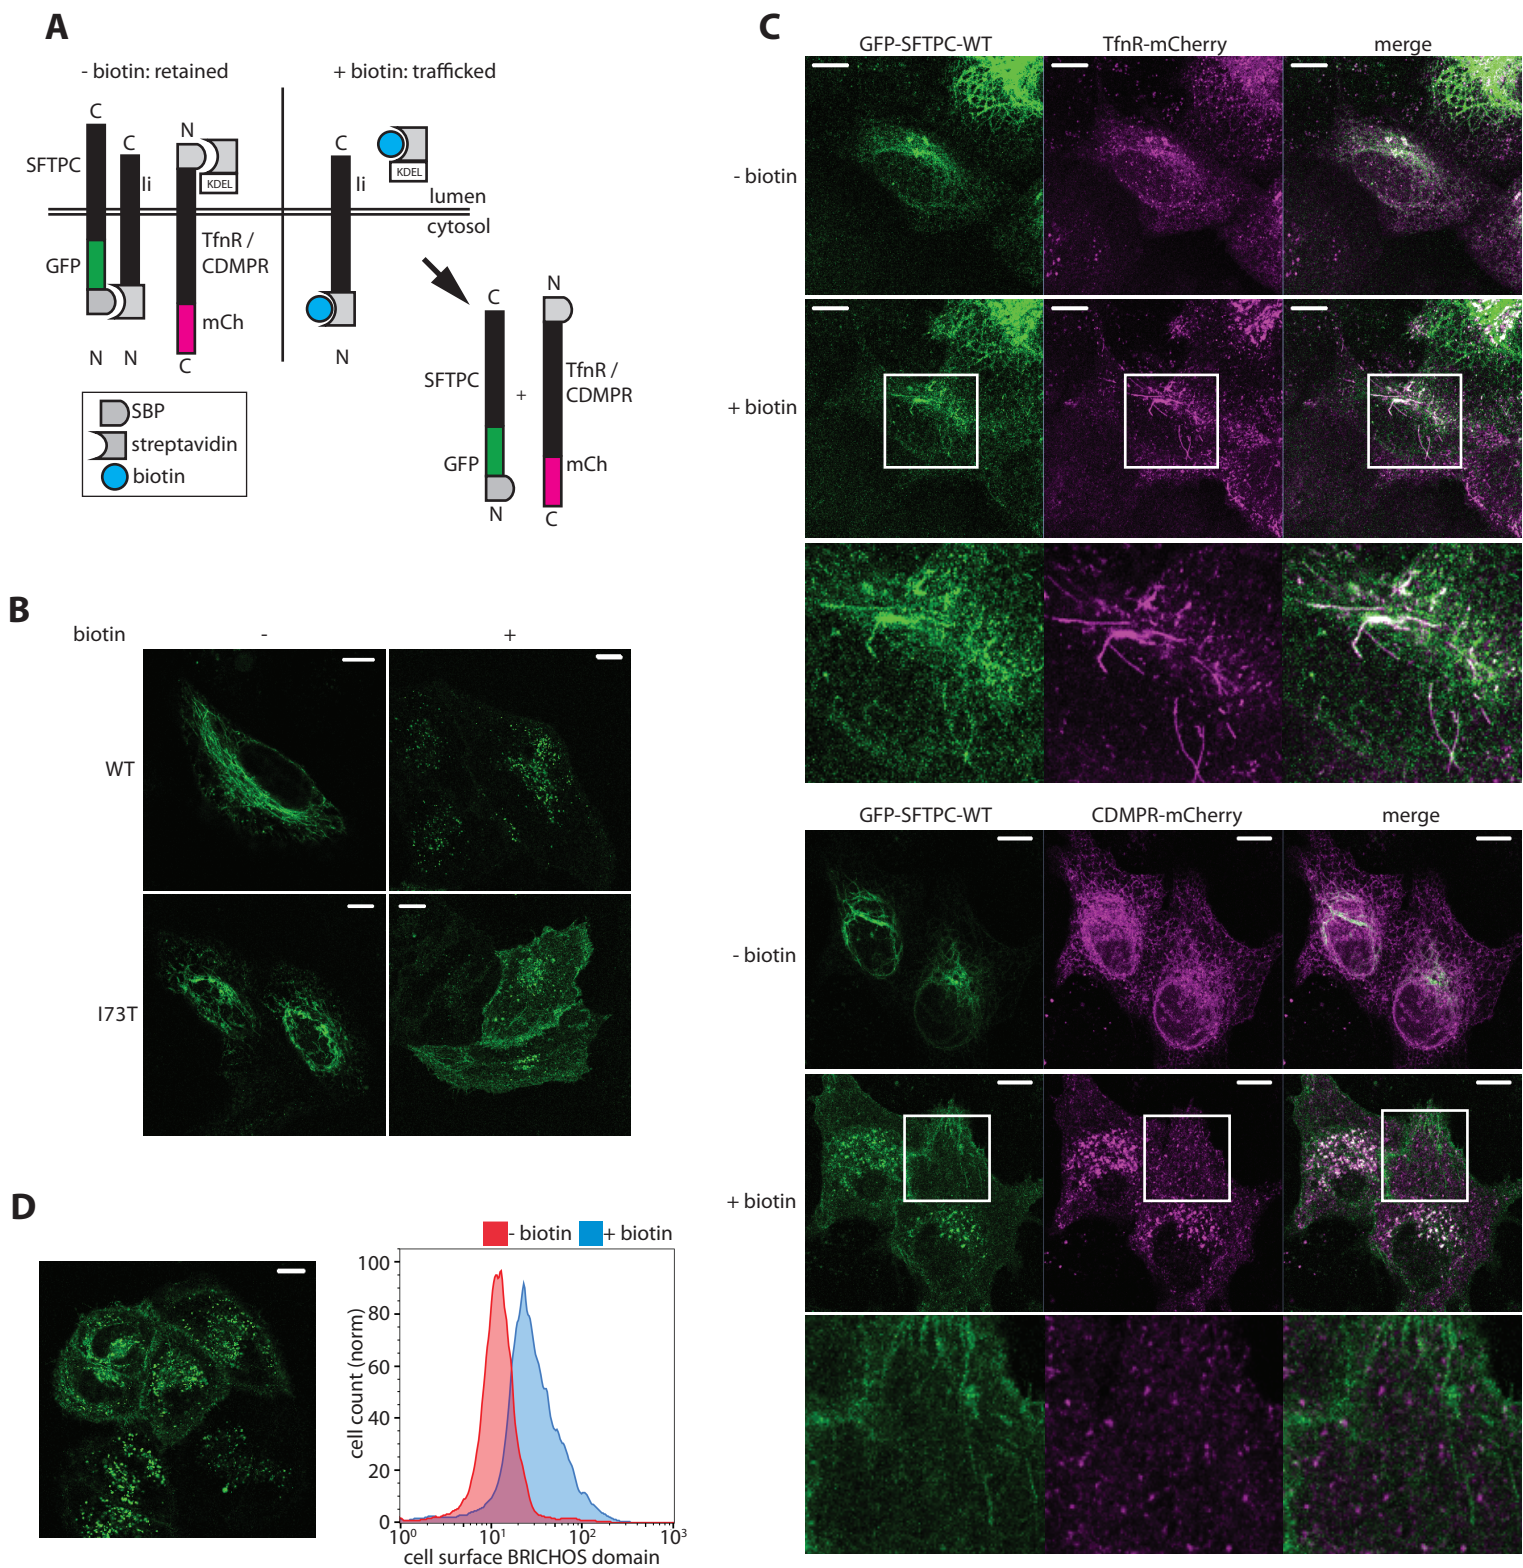 A
- biotin: retained
+ biotin: trafficked
C
C
N
C
SFTPC
li
KDEL
li
KDEL
lumen
cytosol
GFP
TfnR /
CDMPR
mCh
N
N
C
N
C
N
SFTPC
+
TfnR /
CDMPR
GFP
mCh
N
C
SBP
streptavidin
biotin
B
biotin
-
+
WT
I73T
C
GFP-SFTPC-WT
TfnR-mCherry
merge
- biotin
+ biotin
GFP-SFTPC-WT
CDMPR-mCherry
merge
- biotin
+ biotin
D
- biotin
+ biotin
cell count (norm)
100
80
60
40
20
0
10⁰
10¹
10²
10³
cell surface BRICHOS domain